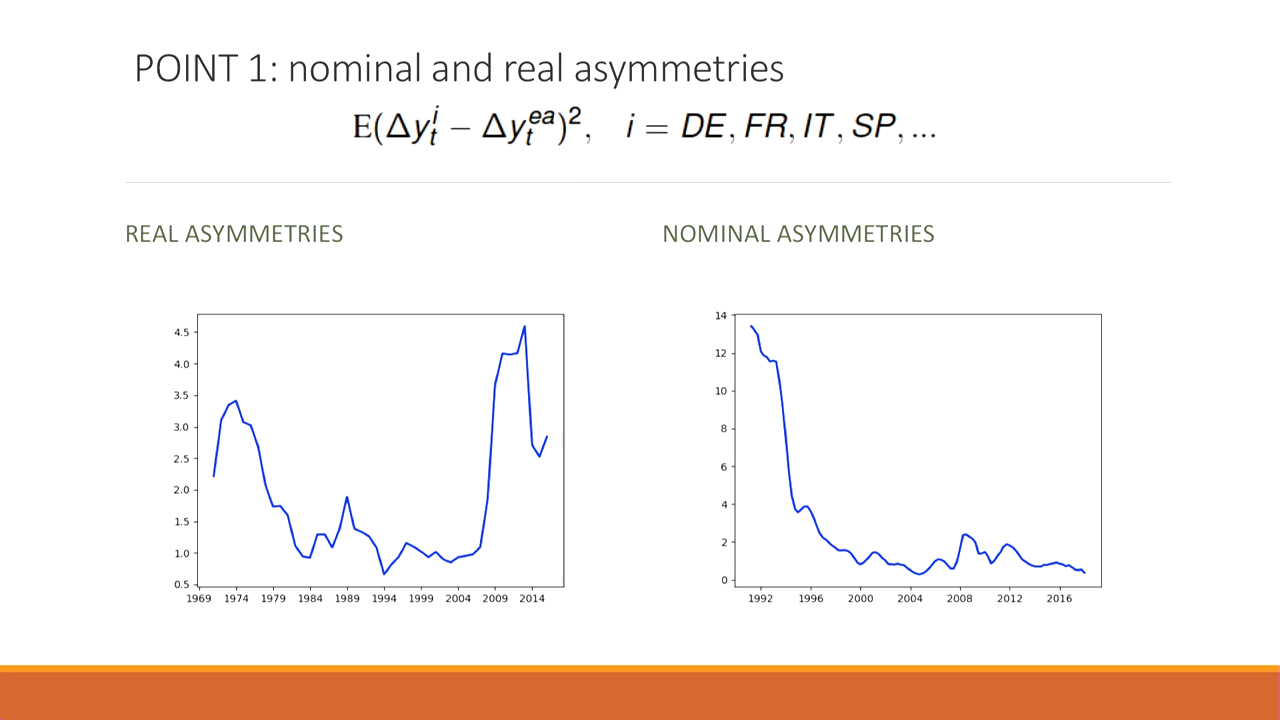 POINT 1: nominal and real asymmetries
E(Δy_t^i − Δy_t^ea)^2, i = DE, FR, IT, SP, ...
REAL ASYMMETRIES
NOMINAL ASYMMETRIES
4.5
4.0
3.5
3.0
2.5
2.0
1.5
1.0
0.5
1969 1974 1979 1984 1989 1994 1999 2004 2009 2014
14
12
10
8
6
4
2
0
1992 1996 2000 2004 2008 2012 2016